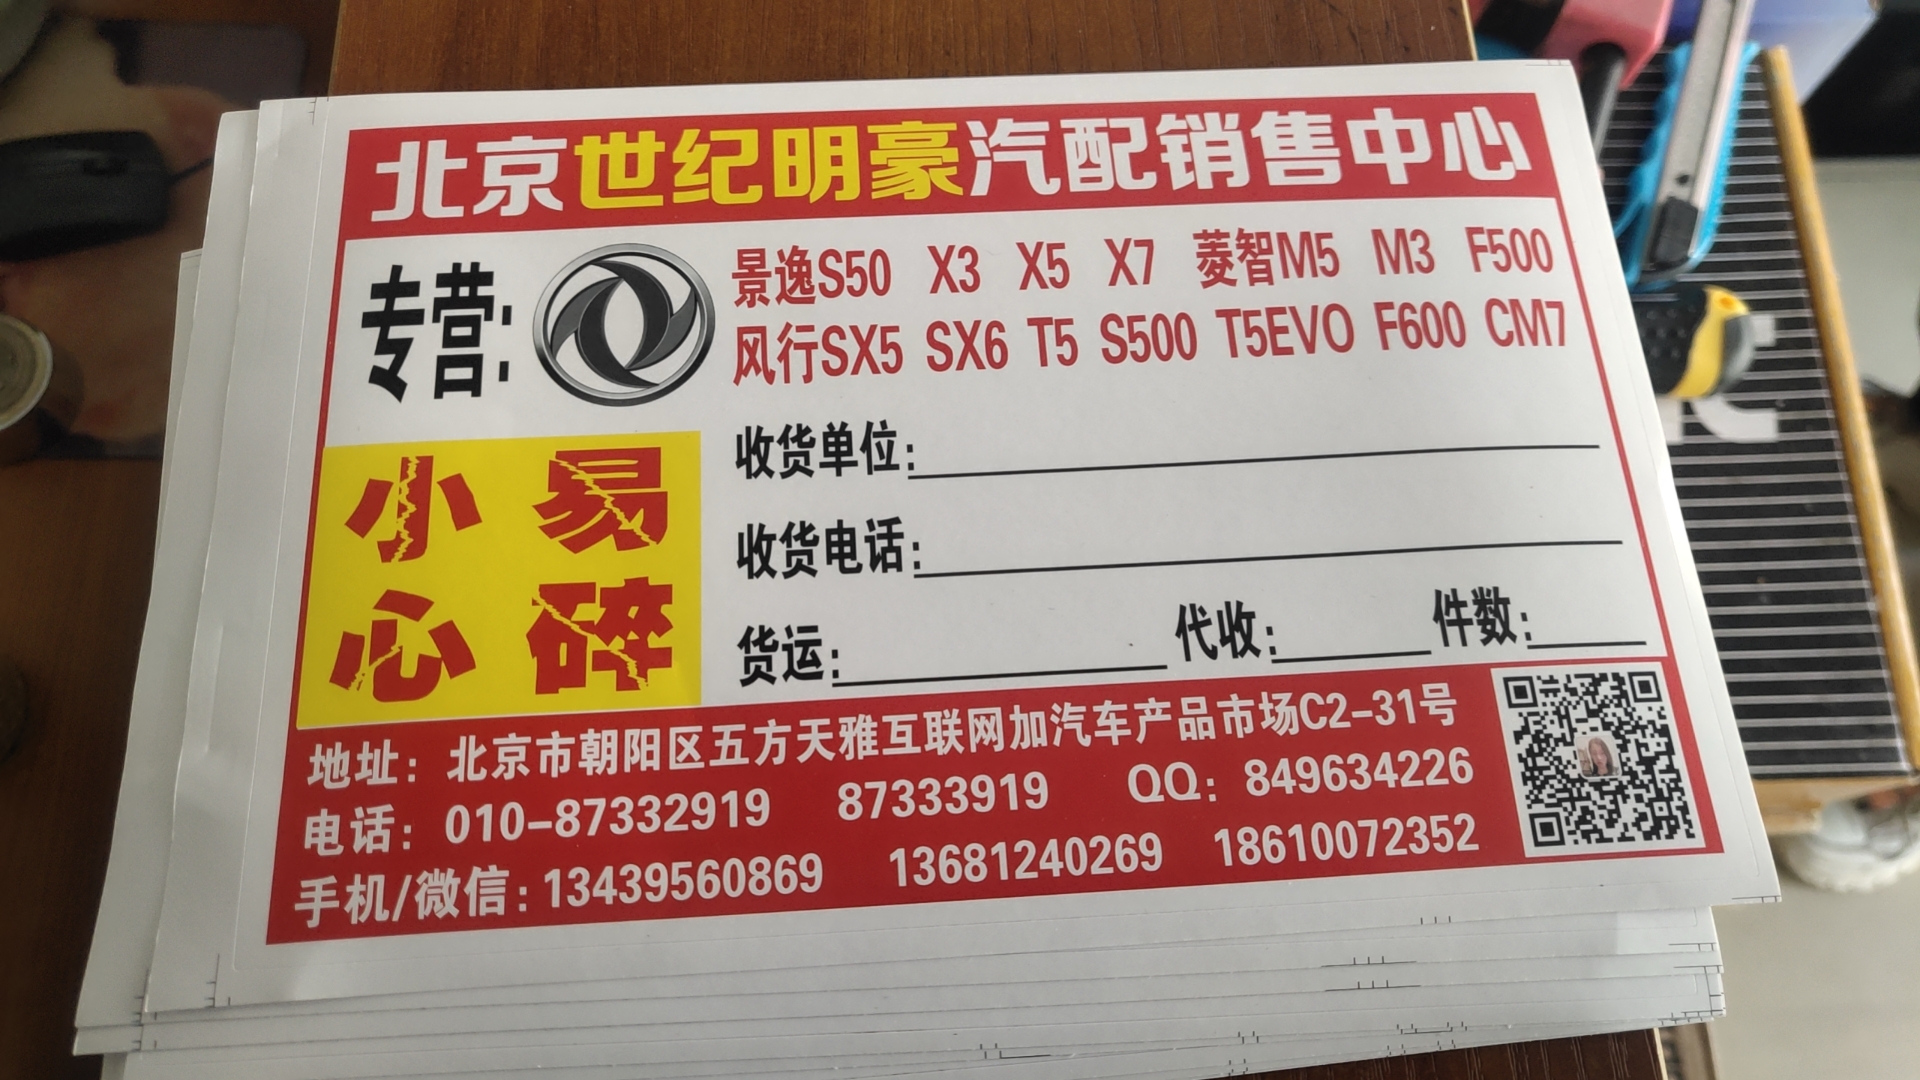 北京世纪明豪汽配销售中心
专营:
景逸S50 X3 X5 X7 菱智M5 M3 F500
风行SX5 SX6 T5 S500 T5EVO F600 CM7
小心
易碎
收货单位:
收货电话:
货运: 代收: 件数:
地址: 北京市朝阳区五方天雅互联网加汽车产品市场C2-31号
电话: 010-87332919 87333919 QQ: 849634226
手机/微信: 13439560869 13681240269 18610072352